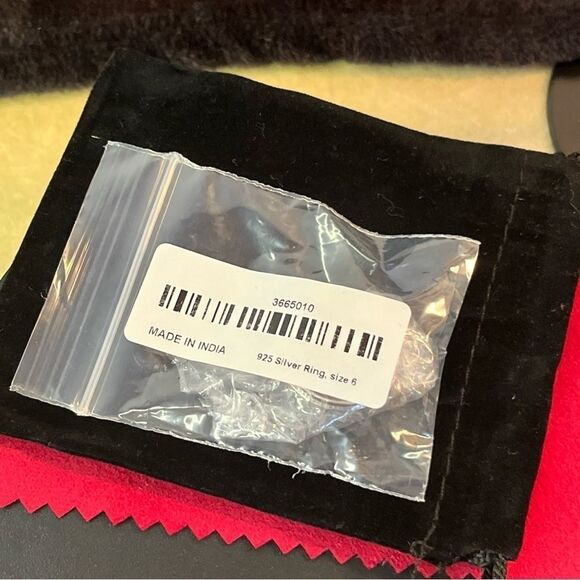 3665010
MADE IN INDIA
925 Silver Ring, size 6